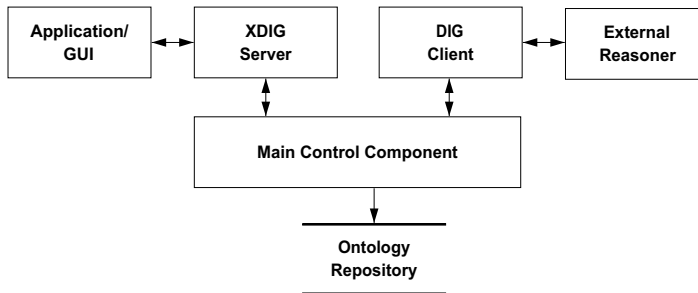 Application/
GUI
XDIG
Server
DIG
Client
External
Reasoner
Main Control Component
Ontology
Repository